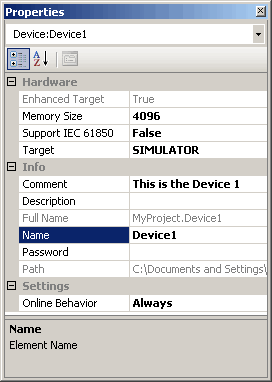 Properties
Device:Device1
Hardware
Enhanced Target True
Memory Size 4096
Support IEC 61850 False
Target SIMULATOR
Info
Comment This is the Device 1
Description
Full Name MyProject.Device1
Name Device1
Password
Path C:\Documents and Settings\
Settings
Online Behavior Always
Name
Element Name